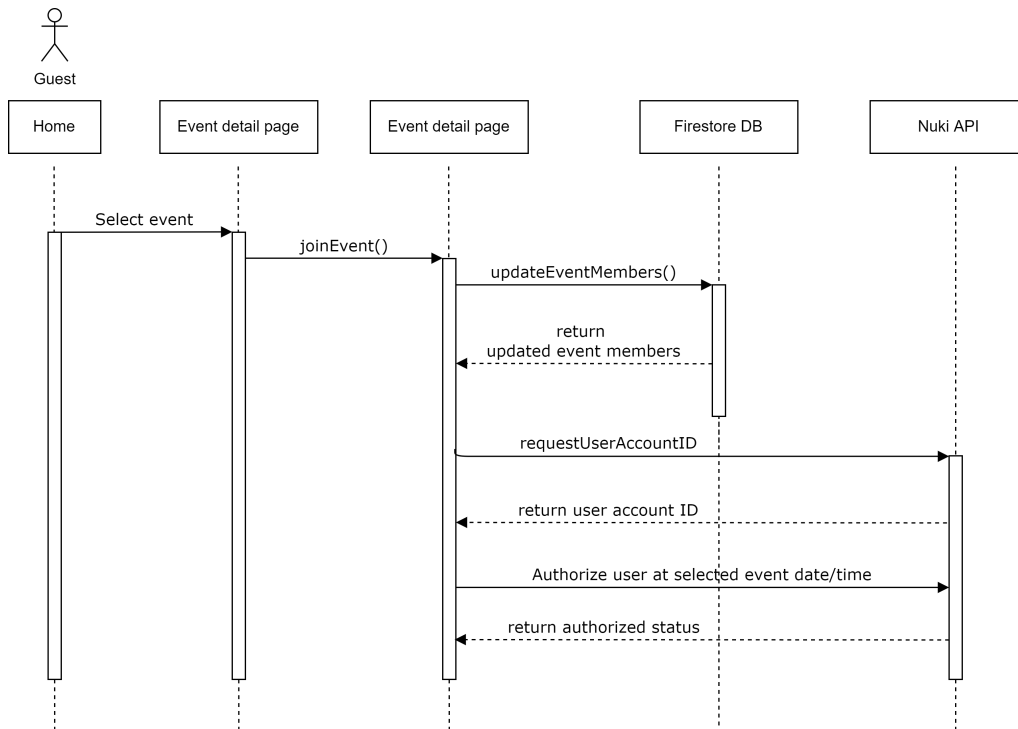 Guest
Home
Event detail page
Event detail page
Firestore DB
Nuki API
Select event
joinEvent()
updateEventMembers()
return
updated event members
requestUserAccountID
return user account ID
Authorize user at selected event date/time
return authorized status